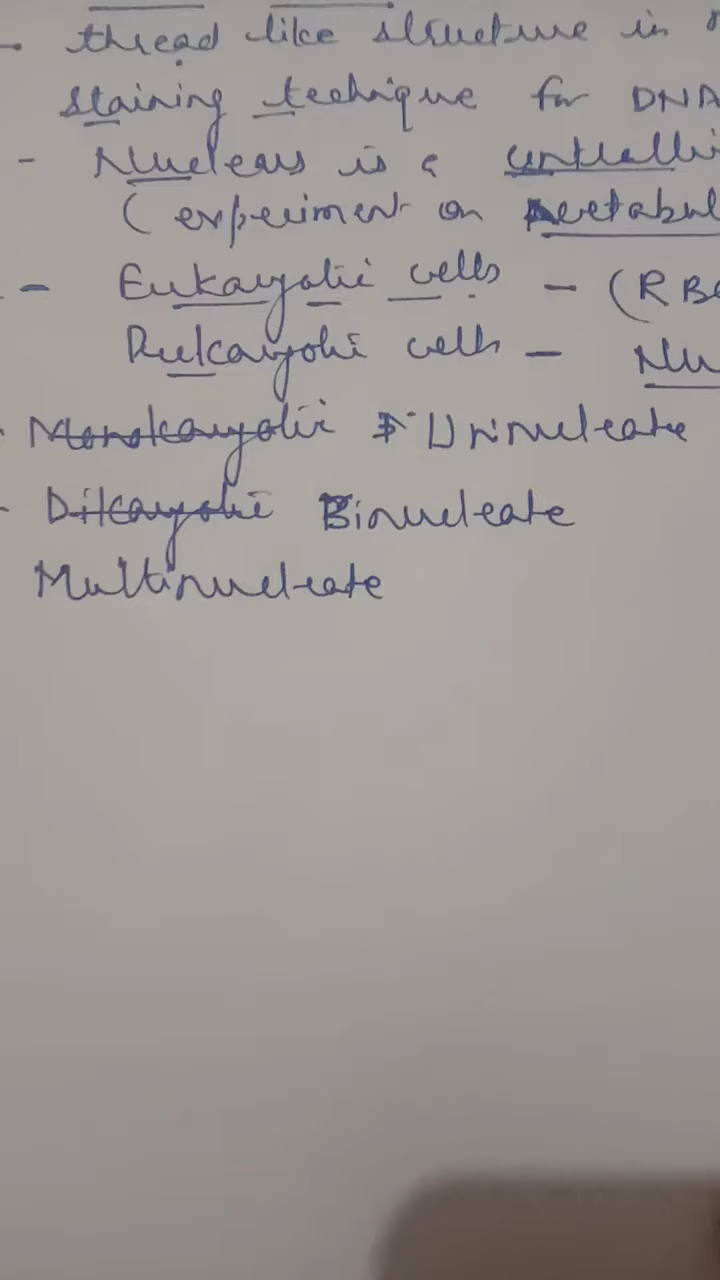 - thread like structure in
staining technique for DNA
- Nucleus is a
(experiment on
- Eukaryotic cells - (RB
cells - Nu
Monokaryotic Uninucleate
- Dikaryotic Binucleate
Multinucleate